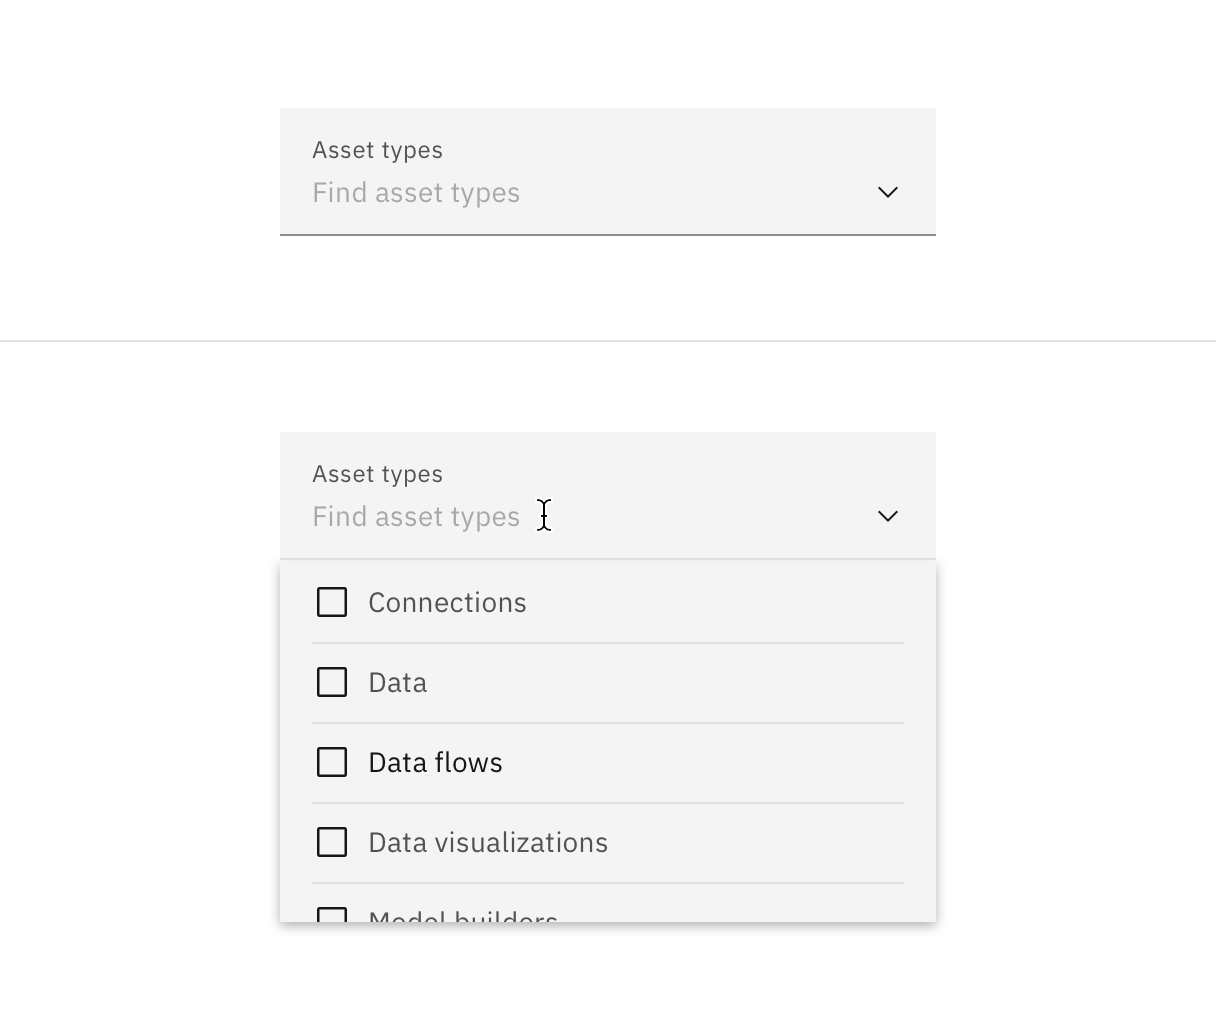 Asset types
Find asset types
Asset types
Find asset types
Connections
Data
Data flows
Data visualizations
Model builders